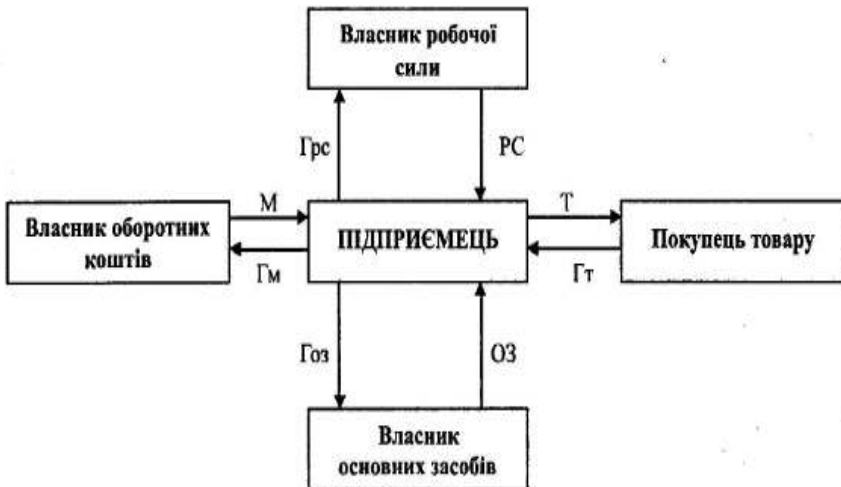 Власник робочої
сили
Грс
РС
М
Т
Власник оборотних
коштів
ПІДПРИЄМЕЦЬ
Покупець товару
Гм
Гт
Гоз
ОЗ
Власник
основних засобів